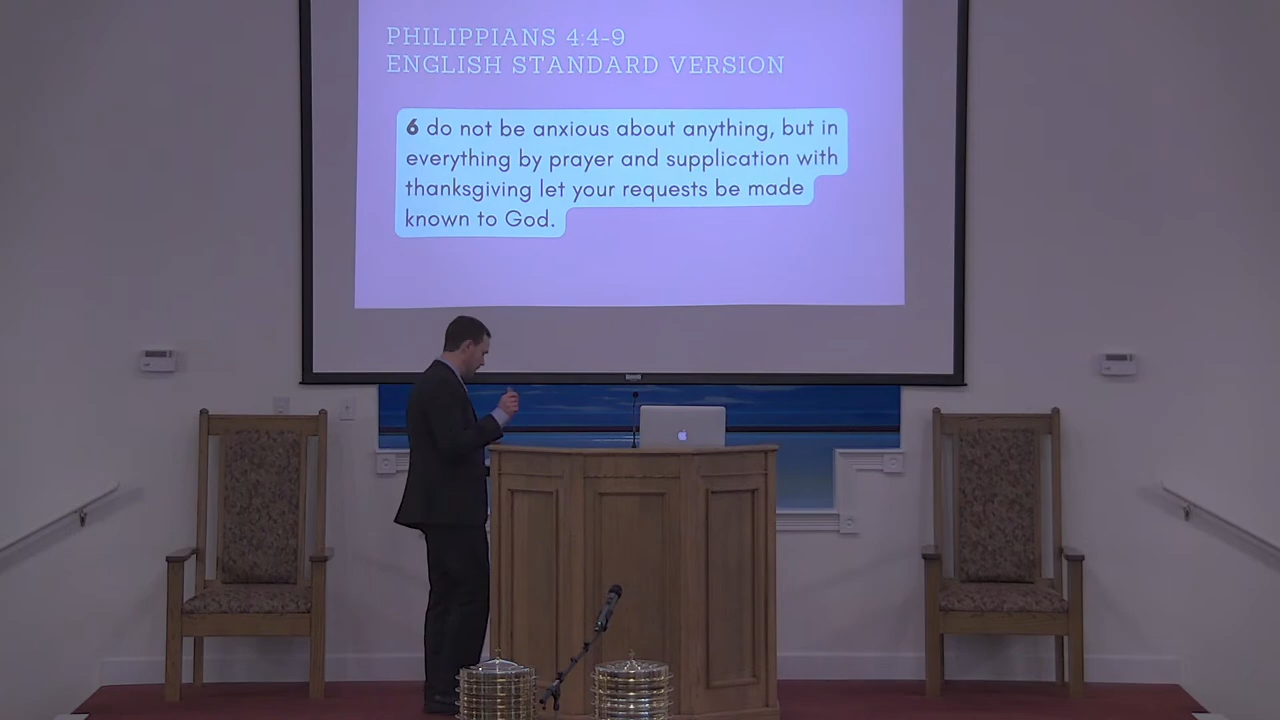 PHILIPPIANS 4:4-9
ENGLISH STANDARD VERSION
6 do not be anxious about anything, but in
everything by prayer and supplication with
thanksgiving let your requests be made
known to God.